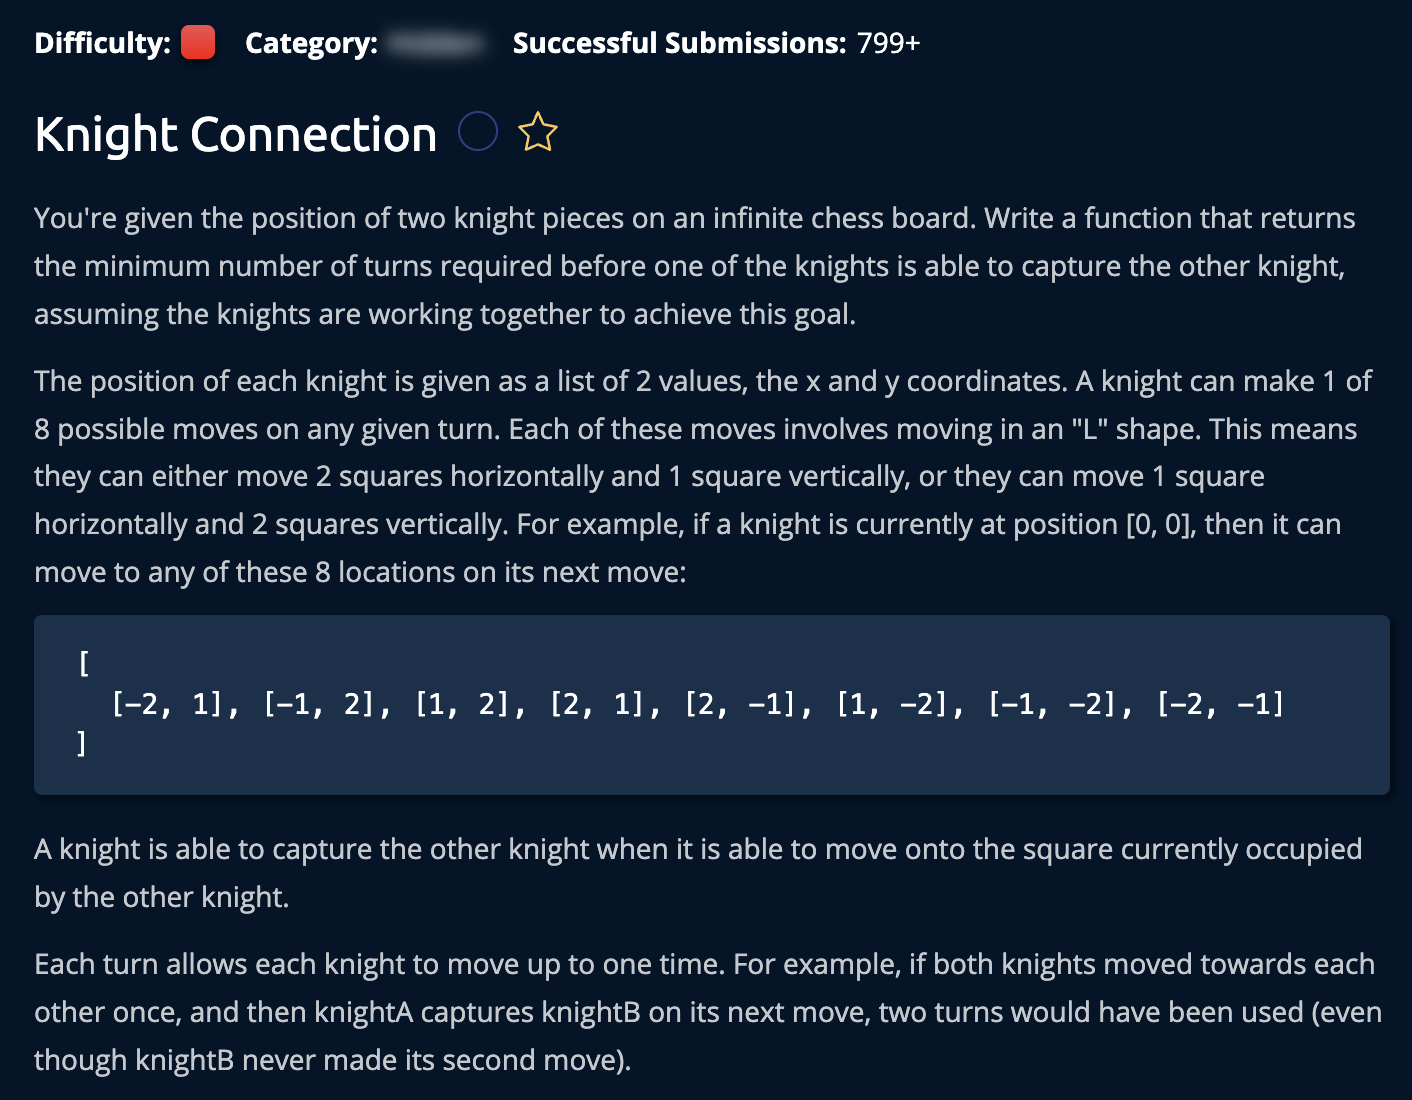 Difficulty: Category: Successful Submissions: 799+
Knight Connection
You're given the position of two knight pieces on an infinite chess board. Write a function that returns
the minimum number of turns required before one of the knights is able to capture the other knight,
assuming the knights are working together to achieve this goal.
The position of each knight is given as a list of 2 values, the x and y coordinates. A knight can make 1 of
8 possible moves on any given turn. Each of these moves involves moving in an "L" shape. This means
they can either move 2 squares horizontally and 1 square vertically, or they can move 1 square
horizontally and 2 squares vertically. For example, if a knight is currently at position [0, 0], then it can
move to any of these 8 locations on its next move:
[
[-2, 1], [-1, 2], [1, 2], [2, 1], [2, -1], [1, -2], [-1, -2], [-2, -1]
]
A knight is able to capture the other knight when it is able to move onto the square currently occupied
by the other knight.
Each turn allows each knight to move up to one time. For example, if both knights moved towards each
other once, and then knightA captures knightB on its next move, two turns would have been used (even
though knightB never made its second move).